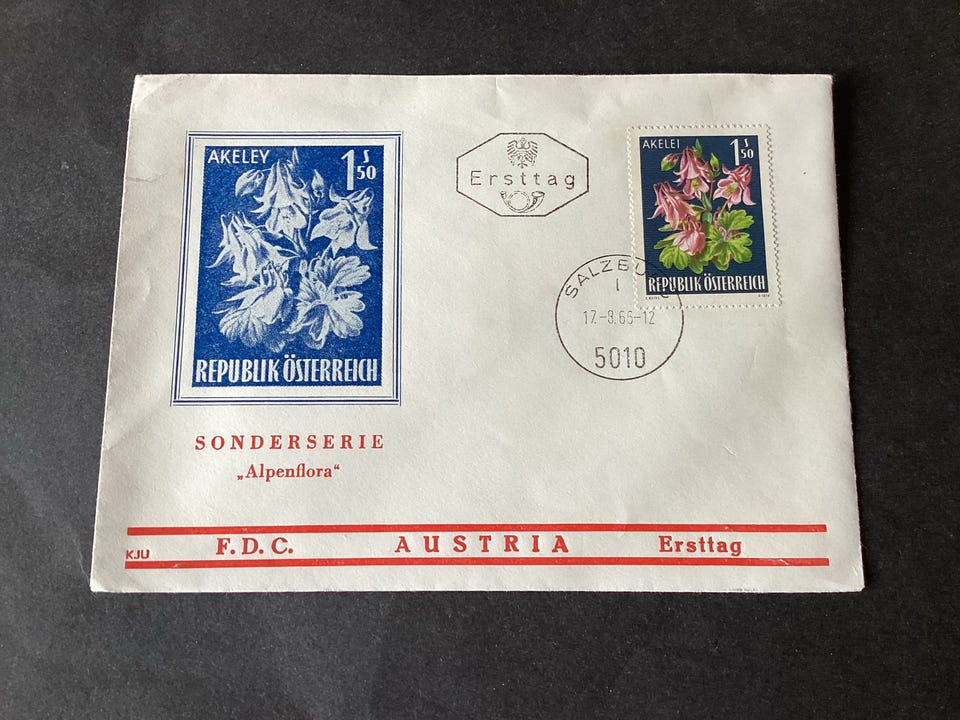 AKELEY 1 S 50
REPUBLIK ÖSTERREICH
SONDERSERIE
„Alpenflora“
Ersttag
AKELEI 1 S 50
REPUBLIK ÖSTERREICH
SALZBU
I
17.-8.66-12
5010
KJU F.D.C. AUSTRIA Ersttag